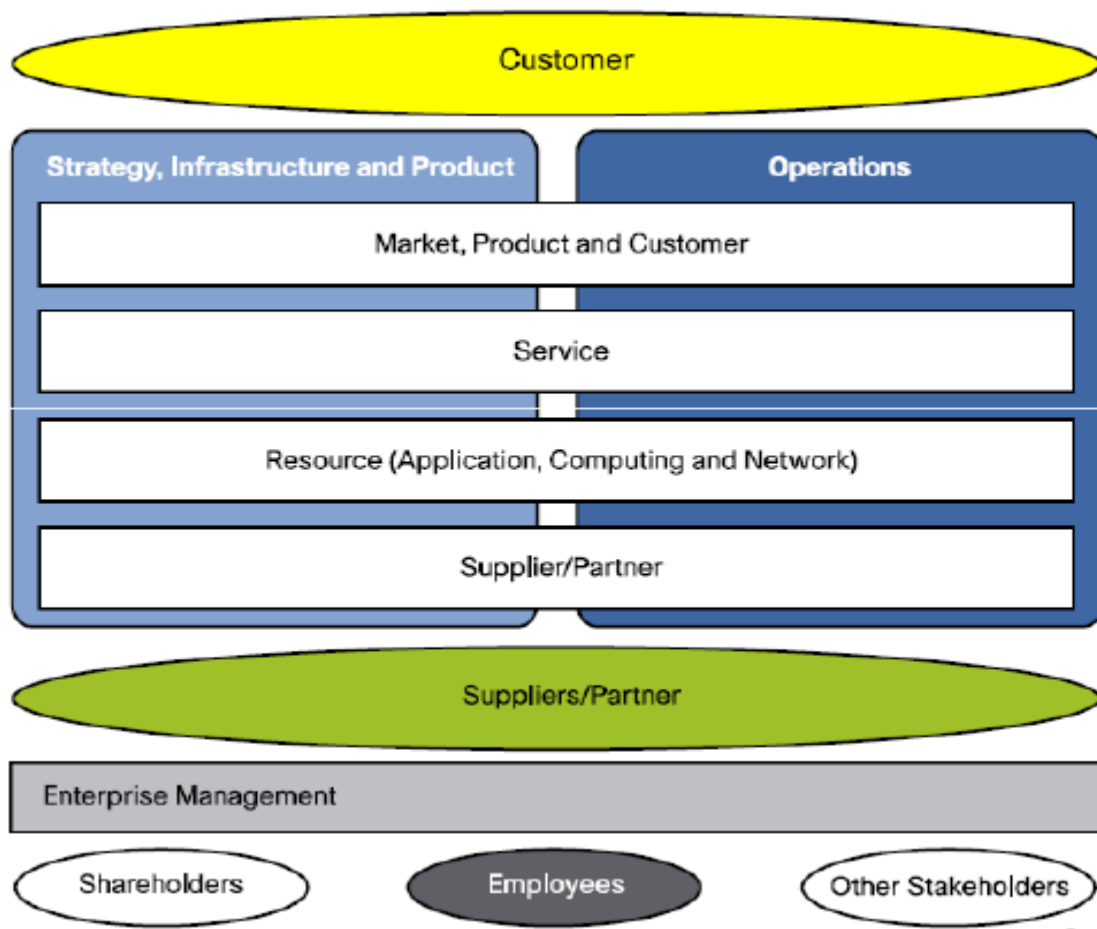 Customer
Strategy, Infrastructure and Product
Operations
Market, Product and Customer
Service
Resource (Application, Computing and Network)
Supplier/Partner
Suppliers/Partner
Enterprise Management
Shareholders
Employees
Other Stakeholders